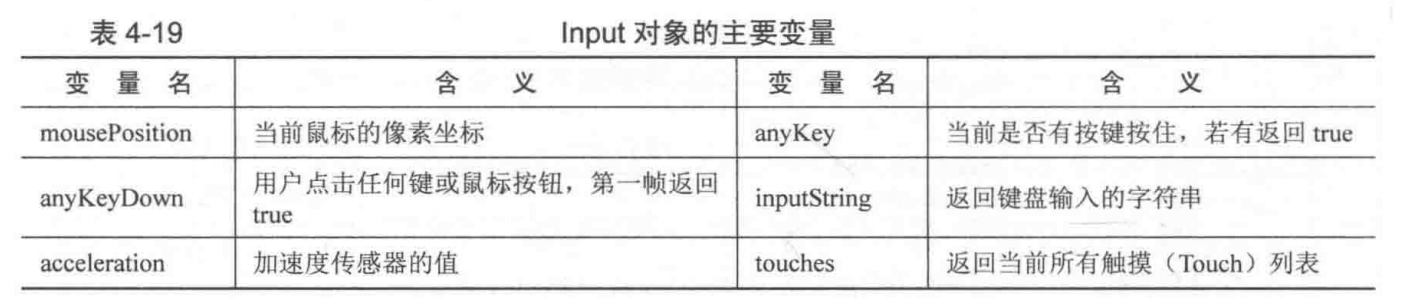 表 4-19 Input 对象的主要变量
变 量 名 含 义 变 量 名 含 义
mousePosition 当前鼠标的像素坐标 anyKey 当前是否有按键按住，若有返回 true
anyKeyDown 用户点击任何键或鼠标按钮，第一帧返回
true
inputString 返回键盘输入的字符串
acceleration 加速度传感器的值 touches 返回当前所有触摸（Touch）列表